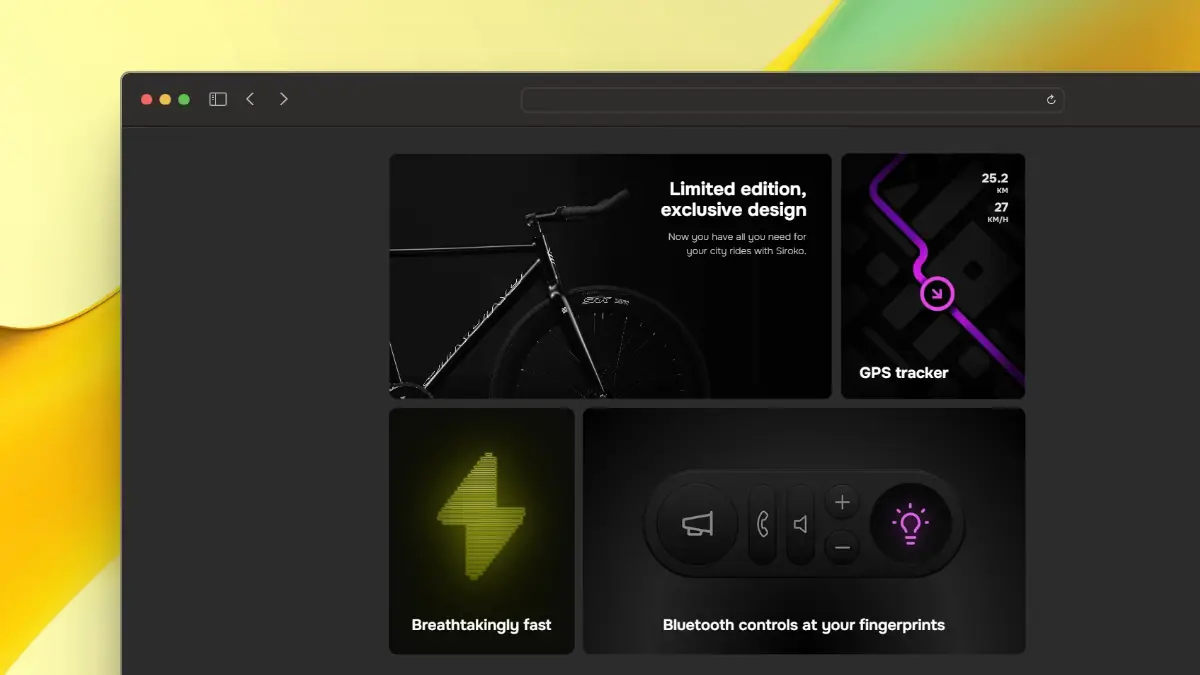 Limited edition,
exclusive design
Now you have all you need for
your city rides with Siroko.
25.2
KM
27
KM/H
GPS tracker
Breathtakingly fast
Bluetooth controls at your fingerprints